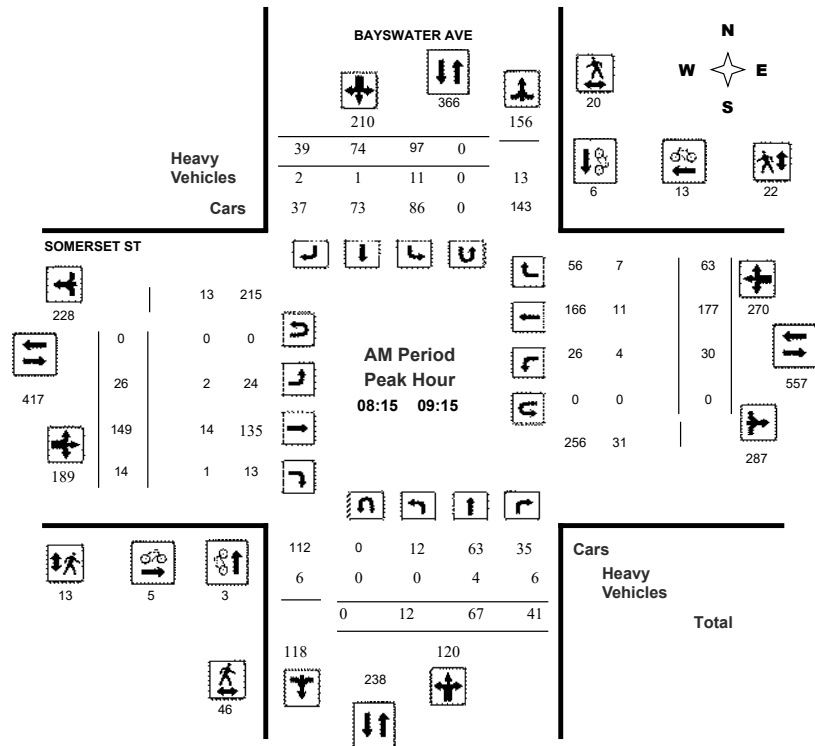 N
BAYSWATER AVE
W E
366
S
20
210 156
39 74 97 0
Heavy
Vehicles
2 1 11 0 13
6 13 22
Cars
37 73 86 0 143
SOMERSET ST
56 7 63
228
13 215
270
166 11 177
0 0 0
AM Period
Peak Hour
08:15 09:15
26 4 30
417
26 2 24
557
0 0 0
149 14 135
256 31
189
14 1 13
287
112 0 12 63 35
Cars
6 0 0 4 6
Heavy
Vehicles
13 5 3
0 12 67 41
Total
118 120
238
46